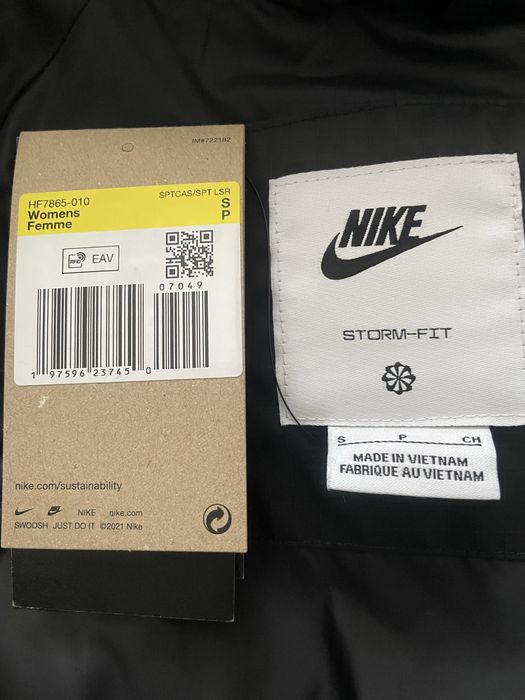 IM#722182
SPTCAS/SPT LSR
HF7865-010 S
Womens P
Femme
RFID EAV
07049
1 97596 23745 0
nike.com/sustainability
NIKE nike.com
SWOOSH JUST DO IT ©2021 Nike
NIKE
STORM-FIT
S P CH
MADE IN VIETNAM
FABRIQUE AU VIETNAM